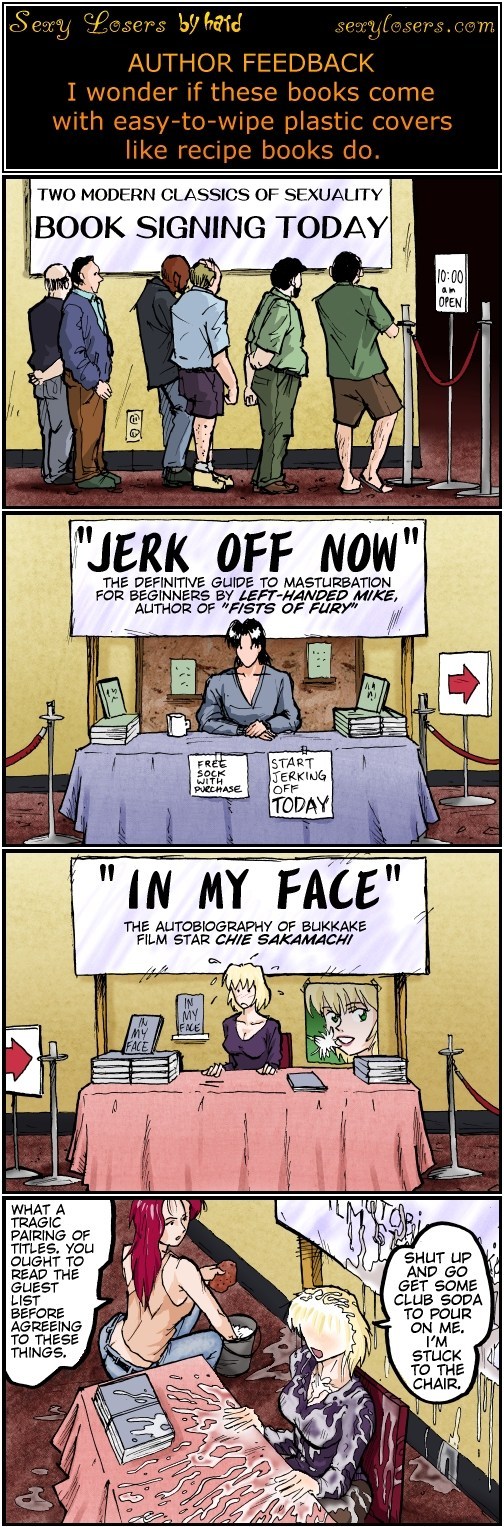 Sexy Losers by hard
sexylosers.com
AUTHOR FEEDBACK
I wonder if these books come
with easy-to-wipe plastic covers
like recipe books do.
TWO MODERN CLASSICS OF SEXUALITY
BOOK SIGNING TODAY
10:00
am
OPEN
"JERK OFF NOW"
THE DEFINITIVE GUIDE TO MASTURBATION
FOR BEGINNERS BY LEFT-HANDED MIKE,
AUTHOR OF "FISTS OF FURY"
FREE
SOCK
WITH
PURCHASE
START
JERKING
OFF
TODAY
"IN MY FACE"
THE AUTOBIOGRAPHY OF BUKKAKE
FILM STAR CHIE SAKAMACHI
IN
MY
FACE
IN
MY
FACE
WHAT A
TRAGIC
PAIRING OF
TITLES. YOU
OUGHT TO
READ THE
GUEST
LIST
BEFORE
AGREEING
TO THESE
THINGS.
SHUT UP
AND GO
GET SOME
CLUB SODA
TO POUR
ON ME.
I'M
STUCK
TO THE
CHAIR.